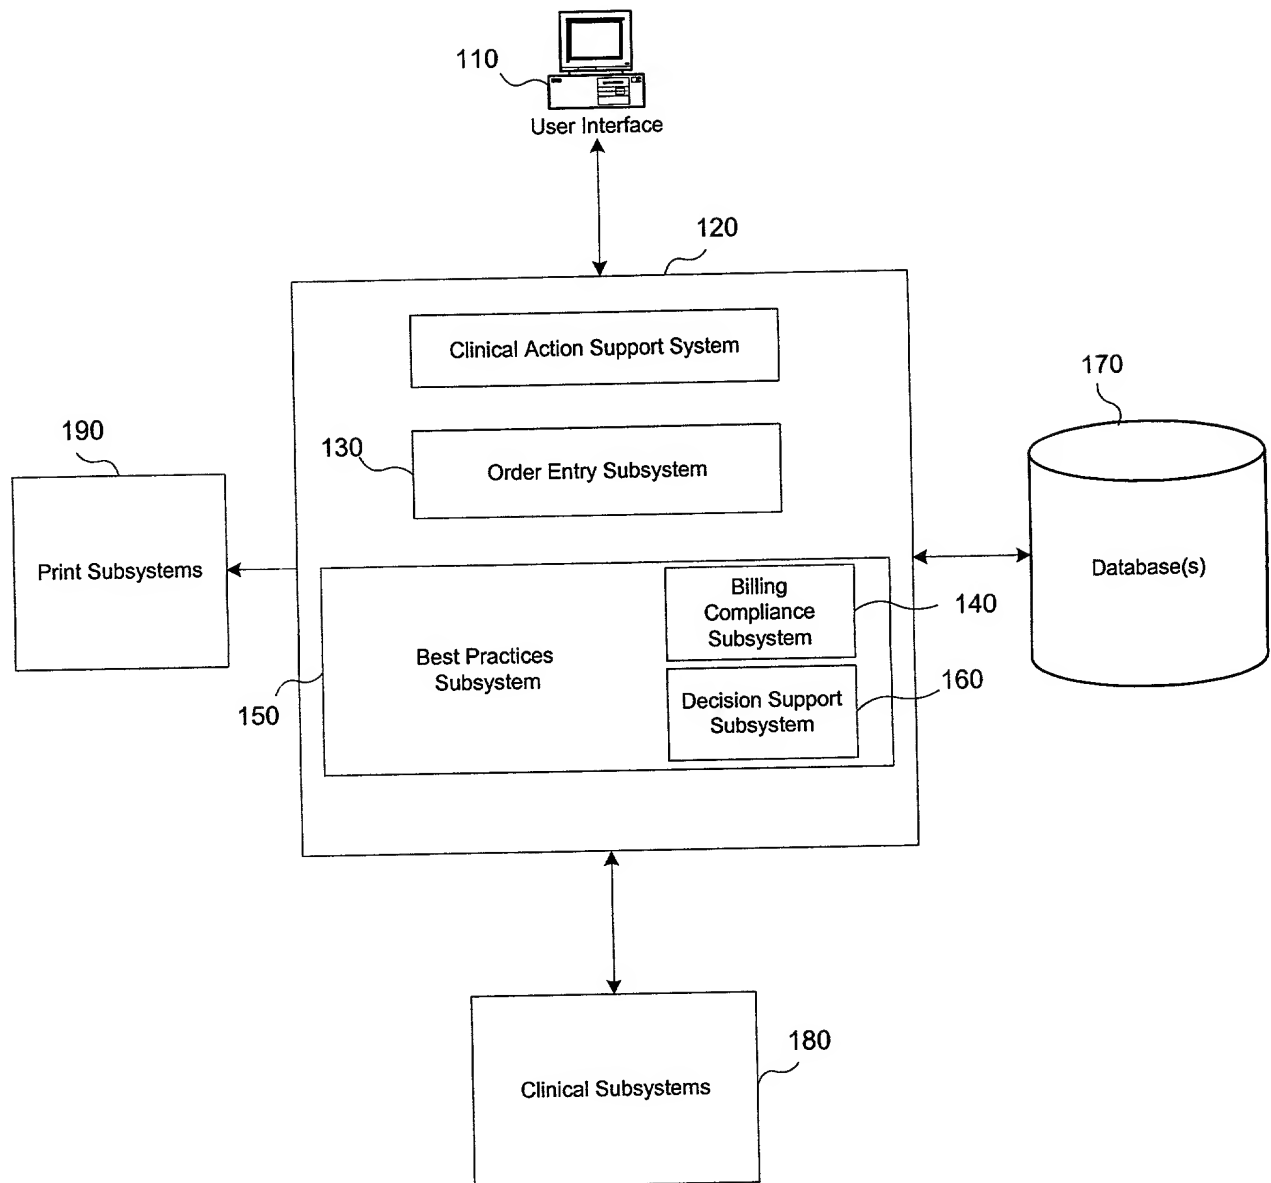 110
User Interface
120
Clinical Action Support System
170
190
130
Order Entry Subsystem
Print Subsystems
Database(s)
Billing
Compliance
Subsystem
140
Best Practices
Subsystem
150
Decision Support
Subsystem
160
180
Clinical Subsystems